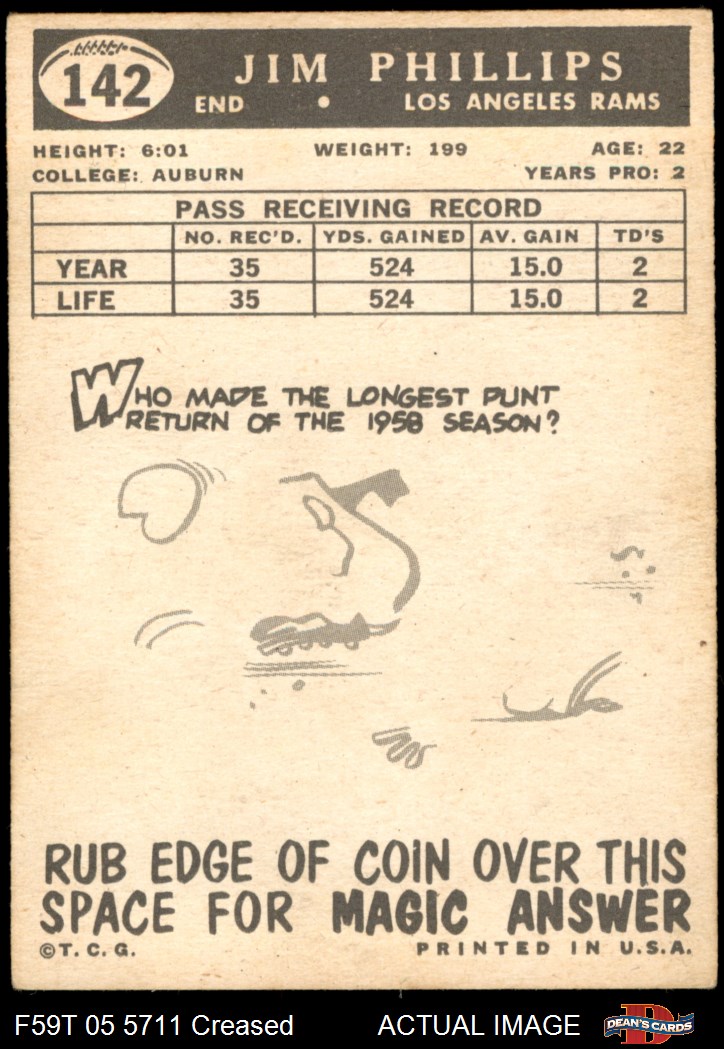 142
JIM PHILLIPS
END • LOS ANGELES RAMS
HEIGHT: 6:01 WEIGHT: 199 AGE: 22
COLLEGE: AUBURN YEARS PRO: 2
PASS RECEIVING RECORD
NO. REC'D. YDS. GAINED AV. GAIN TD'S
YEAR 35 524 15.0 2
LIFE 35 524 15.0 2
WHO MADE THE LONGEST PUNT
RETURN OF THE 1958 SEASON?
RUB EDGE OF COIN OVER THIS
SPACE FOR MAGIC ANSWER
©T.C.G. PRINTED IN U.S.A.
F59T 05 5711 Creased ACTUAL IMAGE
DEAN'S CARDS